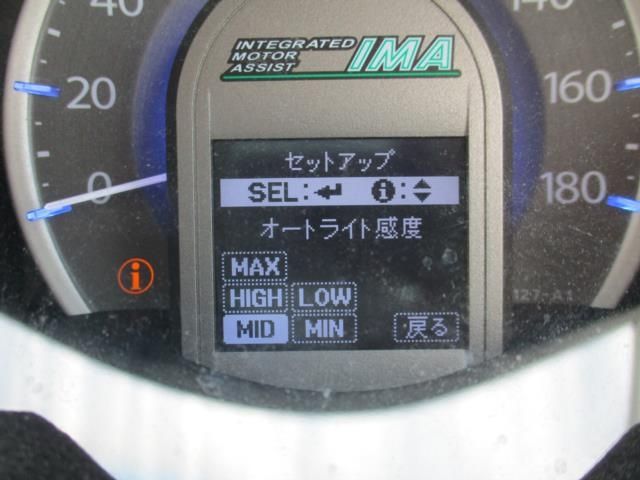 40
140
INTEGRATED
MOTOR
ASSIST
IMA
20
160
セットアップ
SEL:↵ i:◆
0
180
オートライト感度
MAX
i
HIGH LOW
127-A1
MID MIN 戻る